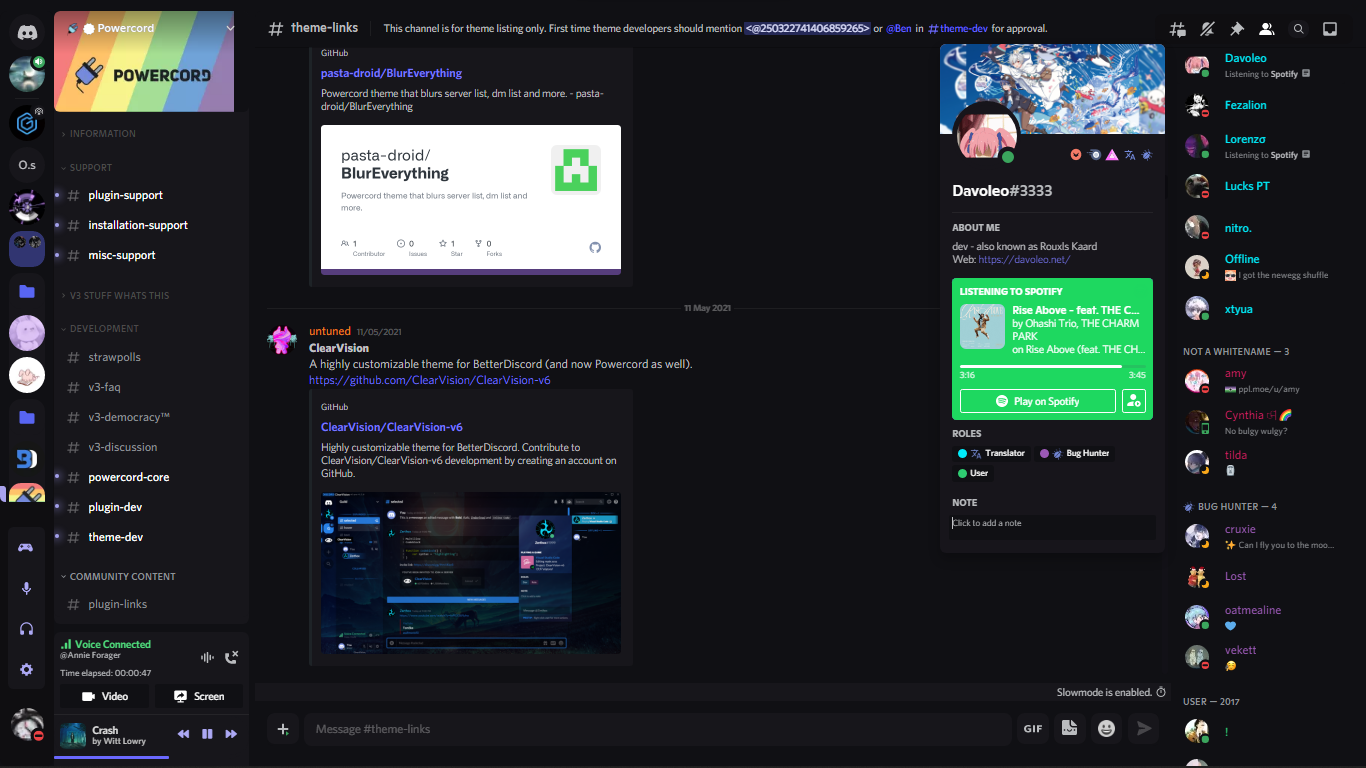 Powercord
POWERCORD
INFORMATION
SUPPORT
plugin-support
installation-support
misc-support
V3 STUFF WHATS THIS
DEVELOPMENT
strawpolls
v3-faq
v3-democracy™
v3-discussion
powercord-core
plugin-dev
theme-dev
COMMUNITY CONTENT
plugin-links
O.s
Voice Connected
@Annie Forager
Time elapsed: 00:00:47
Video
Screen
Crash
by Witt Lowry
# theme-links
This channel is for theme listing only. First time theme developers should mention <@250322741406859265> or @Ben in #theme-dev for approval.
GitHub
pasta-droid/BlurEverything
Powercord theme that blurs server list, dm list and more. - pasta-
droid/BlurEverything
pasta-droid/
BlurEverything
Powercord theme that blurs server list, dm list and
more.
1 0 1 0
Contributor Issues Star Forks
11 May 2021
untuned 11/05/2021
ClearVision
A highly customizable theme for BetterDiscord (and now Powercord as well).
https://github.com/ClearVision/ClearVision-v6
GitHub
ClearVision/ClearVision-v6
Highly customizable theme for BetterDiscord. Contribute to
ClearVision/ClearVision-v6 development by creating an account on
GitHub.
Slowmode is enabled.
Message #theme-links
GIF
Davoleo#3333
ABOUT ME
dev - also known as Rouxls Kaard
Web: https://davoleo.net/
LISTENING TO SPOTIFY
Rise Above – feat. THE C...
by Ohashi Trio, THE CHARM
PARK
on Rise Above (feat. THE CH...
3:16 3:45
Play on Spotify
ROLES
Translator
Bug Hunter
User
NOTE
Click to add a note
Davoleo
Listening to Spotify
Fezalion
Lorenzσ
Listening to Spotify
Lucks PT
nitro.
Offline
I got the newegg shuffle
xtyua
NOT A WHITENAME — 3
amy
ppl.moe/u/amy
Cynthia
No bulgy wulgy?
tilda
BUG HUNTER — 4
cruxie
✨ Can I fly you to the moo...
Lost
oatmealine
💙
vekett
🥰
USER — 2017
!